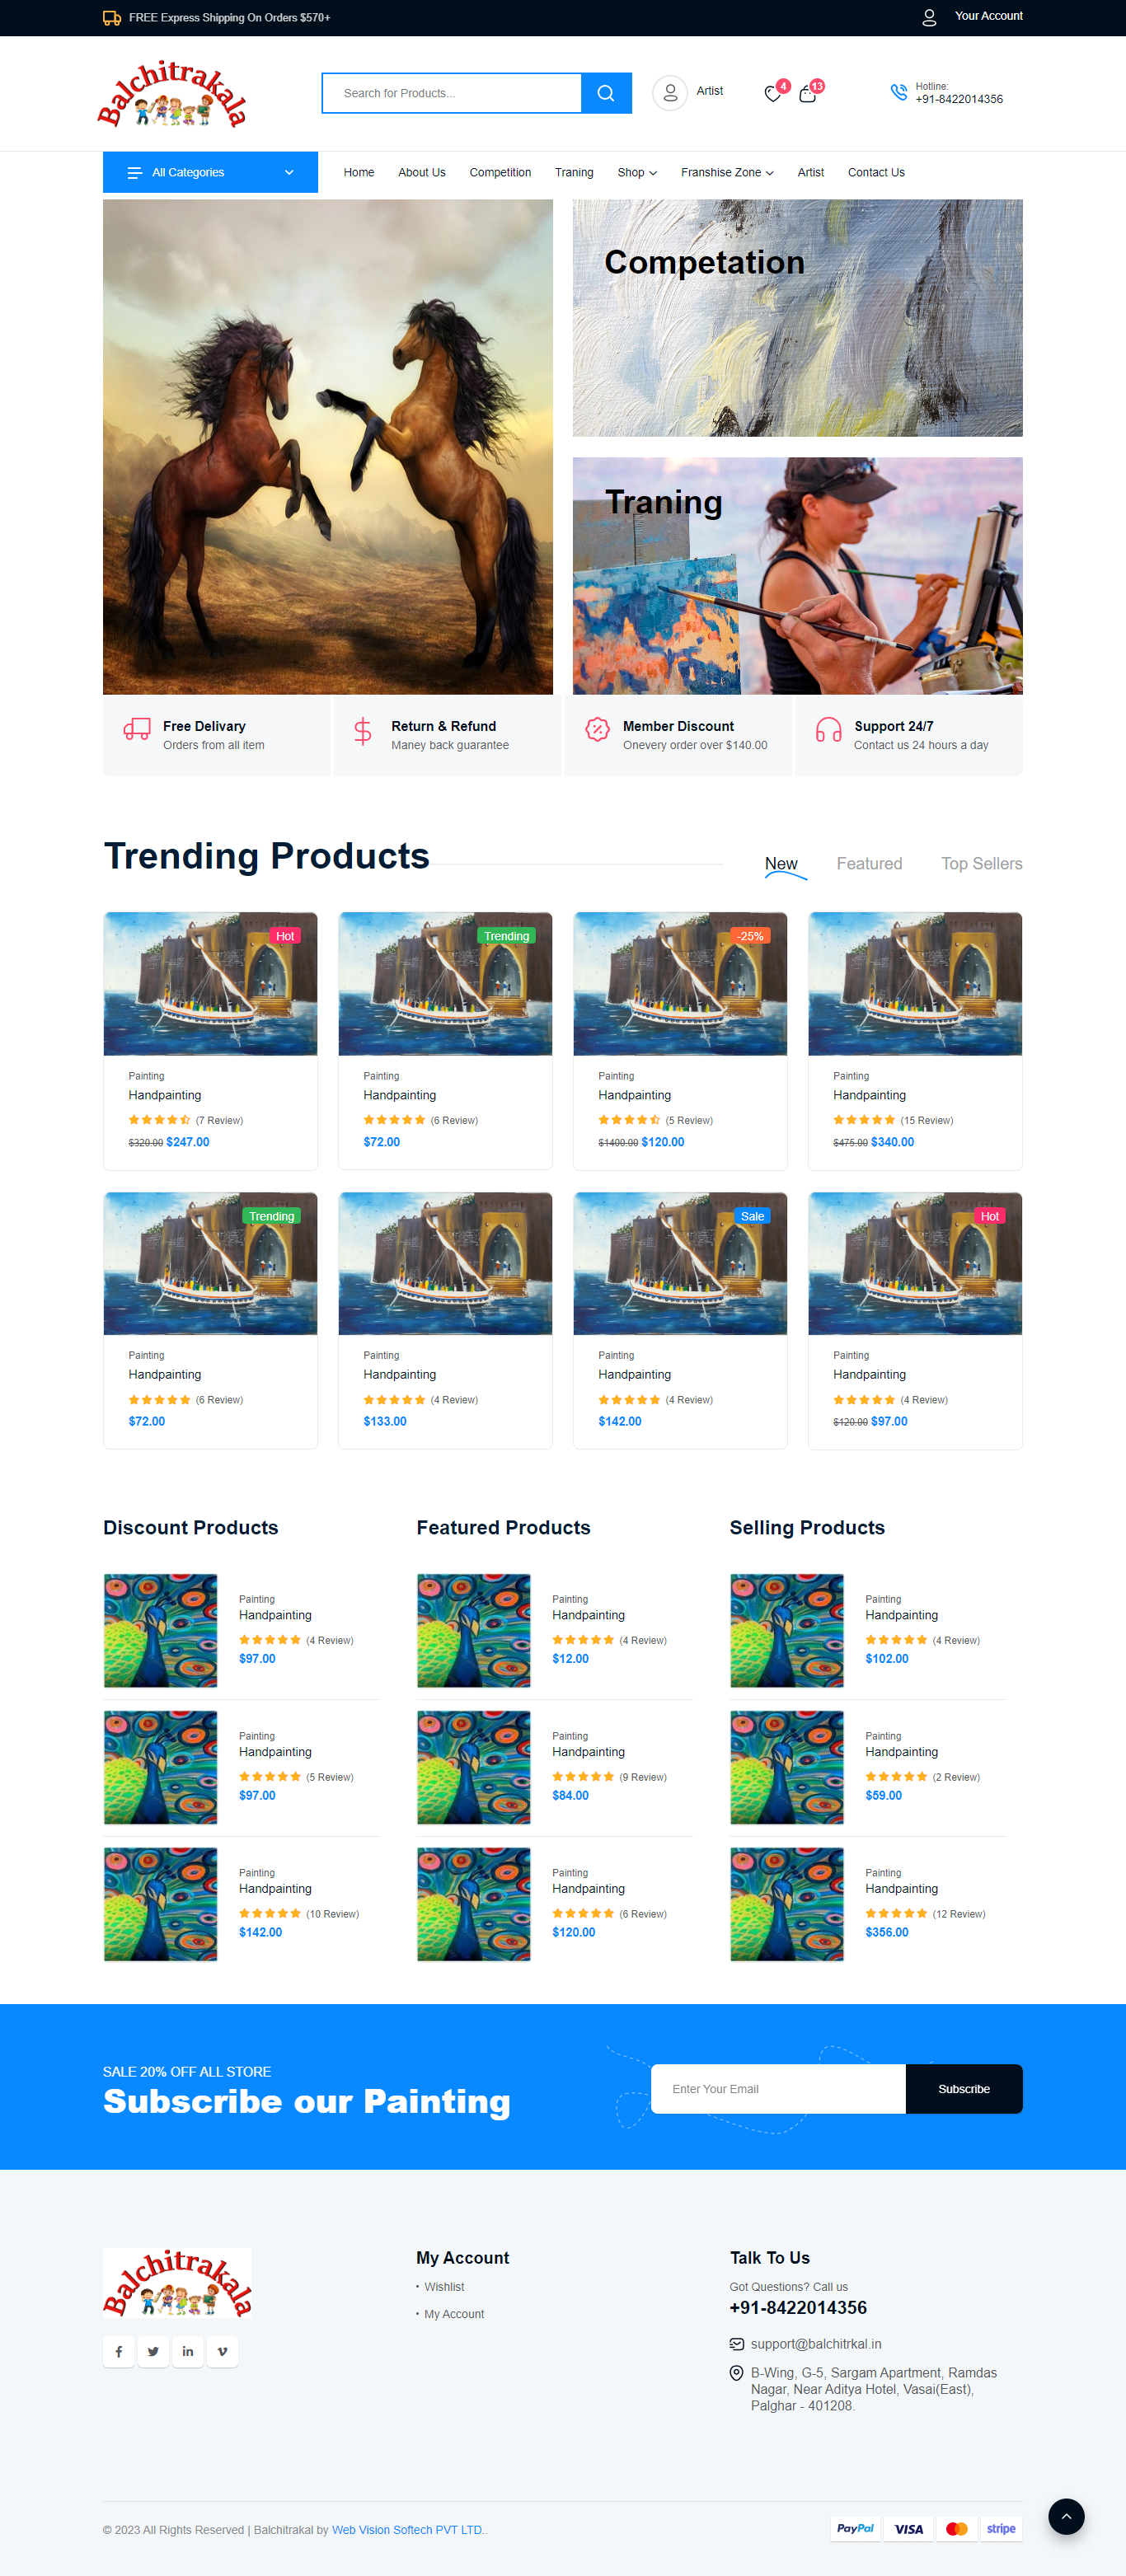 FREE Express Shipping On Orders $570+
Your Account
Balchitrakala
Search for Products...
Artist
4
13
Hotline:
+91-8422014356
All Categories
Home
About Us
Competition
Traning
Shop
Franshise Zone
Artist
Contact Us
Competation
Traning
Free Delivary
Orders from all item
Return & Refund
Maney back guarantee
Member Discount
Onevery order over $140.00
Support 24/7
Contact us 24 hours a day
Trending Products
New
Featured
Top Sellers
Hot
Painting
Handpainting
(7 Review)
$320.00 $247.00
Trending
Painting
Handpainting
(6 Review)
$72.00
-25%
Painting
Handpainting
(5 Review)
$1400.00 $120.00
Painting
Handpainting
(15 Review)
$475.00 $340.00
Trending
Painting
Handpainting
(6 Review)
$72.00
Painting
Handpainting
(4 Review)
$133.00
Sale
Painting
Handpainting
(4 Review)
$142.00
Hot
Painting
Handpainting
(4 Review)
$120.00 $97.00
Discount Products
Painting
Handpainting
(4 Review)
$97.00
Painting
Handpainting
(5 Review)
$97.00
Painting
Handpainting
(10 Review)
$142.00
Featured Products
Painting
Handpainting
(4 Review)
$12.00
Painting
Handpainting
(9 Review)
$84.00
Painting
Handpainting
(6 Review)
$120.00
Selling Products
Painting
Handpainting
(4 Review)
$102.00
Painting
Handpainting
(2 Review)
$59.00
Painting
Handpainting
(12 Review)
$356.00
SALE 20% OFF ALL STORE
Subscribe our Painting
Enter Your Email
Subscribe
Balchitrakala
My Account
Wishlist
My Account
Talk To Us
Got Questions? Call us
+91-8422014356
support@balchitrkal.in
B-Wing, G-5, Sargam Apartment, Ramdas
Nagar, Near Aditya Hotel, Vasai(East),
Palghar - 401208.
© 2023 All Rights Reserved | Balchitrakal by Web Vision Softech PVT LTD..
PayPal
VISA
stripe